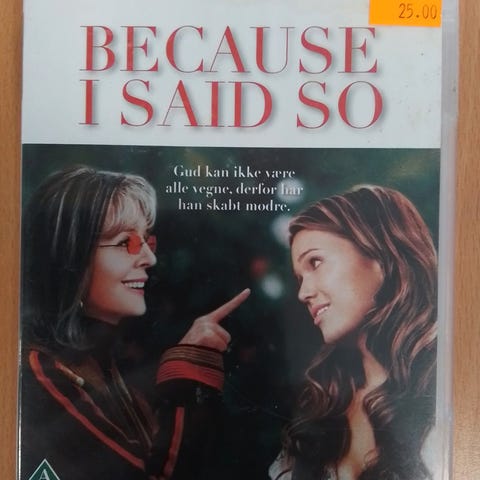 25.00
BECAUSE
I SAID SO
Gud kan ikke være
alle vegne, derfor har
han skabt mødre.
A